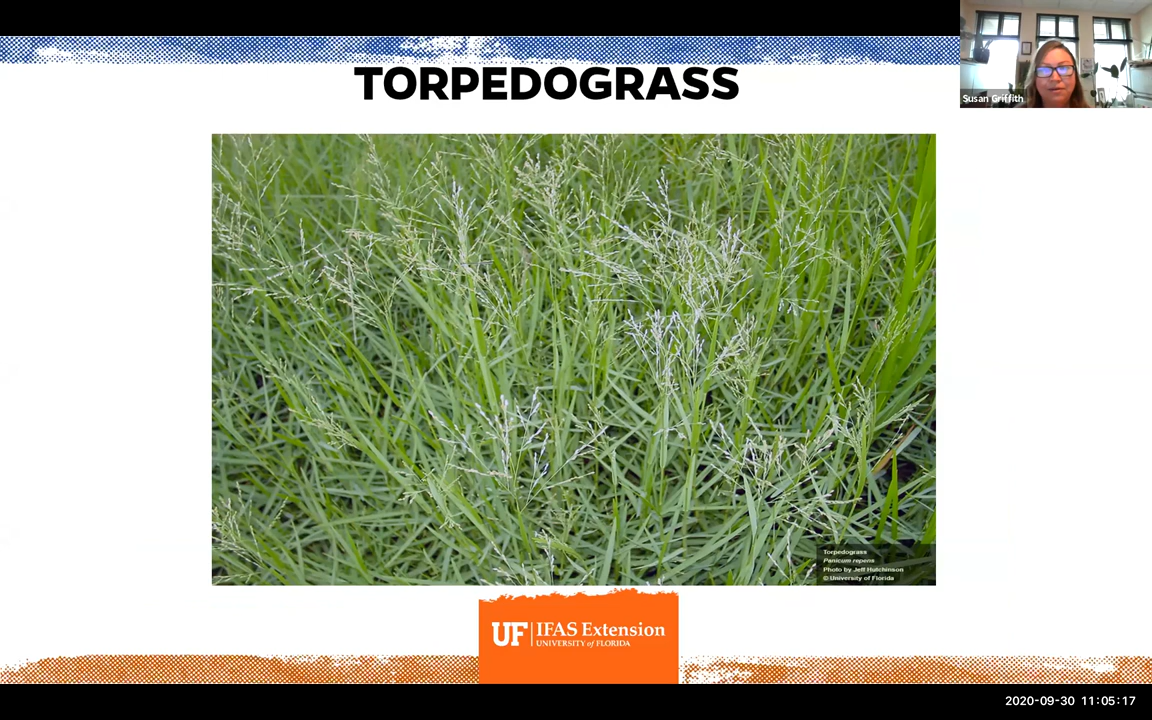 TORPEDOGRASS
Susan Griffith
Torpedograss
Panicum repens
Photo by Jeff Hutchinson
© University of Florida
UF IFAS Extension
UNIVERSITY of FLORIDA
2020-09-30 11:05:17